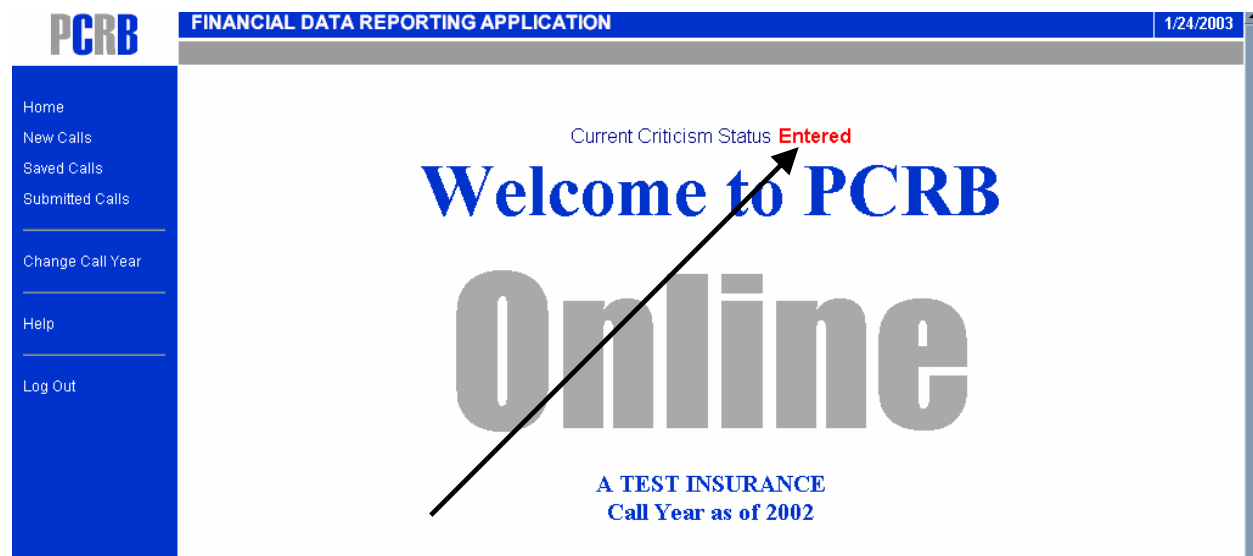 PCRB
FINANCIAL DATA REPORTING APPLICATION
1/24/2003
Home
New Calls
Saved Calls
Submitted Calls
Change Call Year
Help
Log Out
Current Criticism Status Entered
Welcome to PCRB
Online
A TEST INSURANCE
Call Year as of 2002